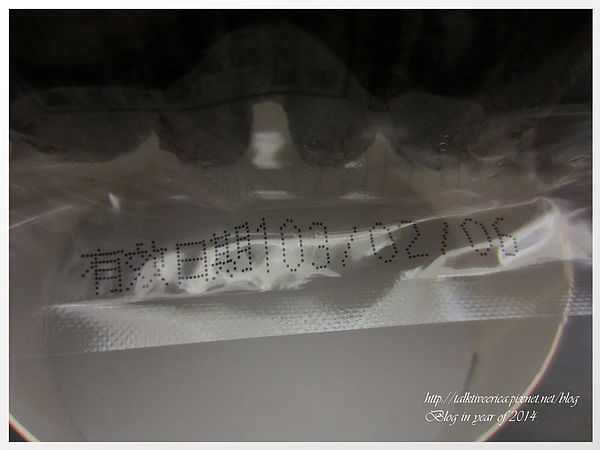 有效日期103/02/06
http://talktiveerica.pixnet.net/blog
Blog in year of 2014